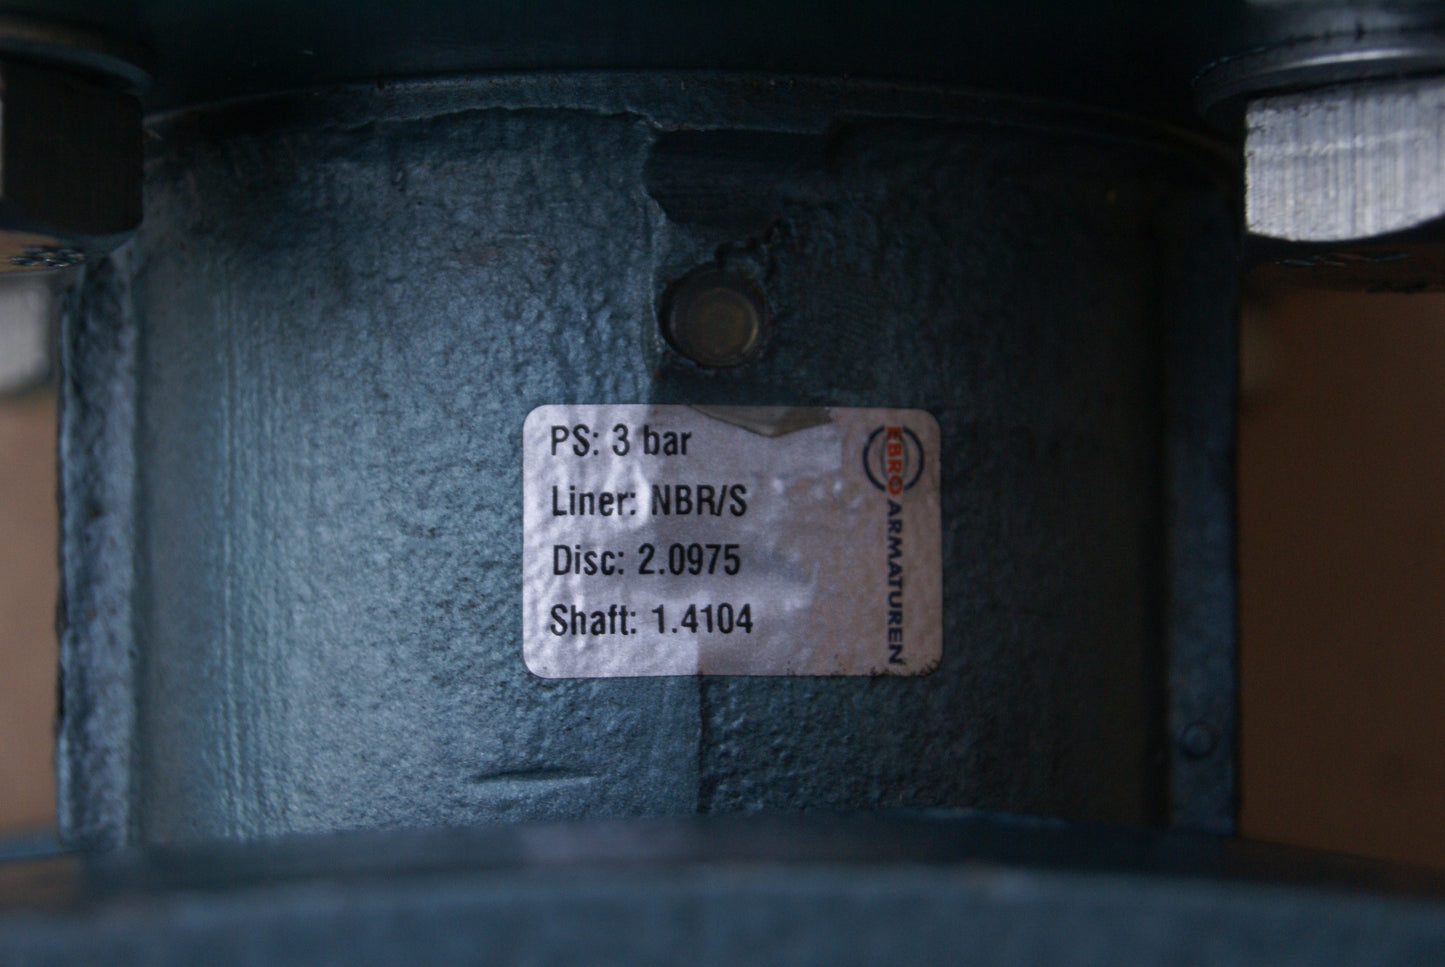 PS: 3 bar
Liner: NBR/S
Disc: 2.0975
Shaft: 1.4104
EBRO ARMATUREN